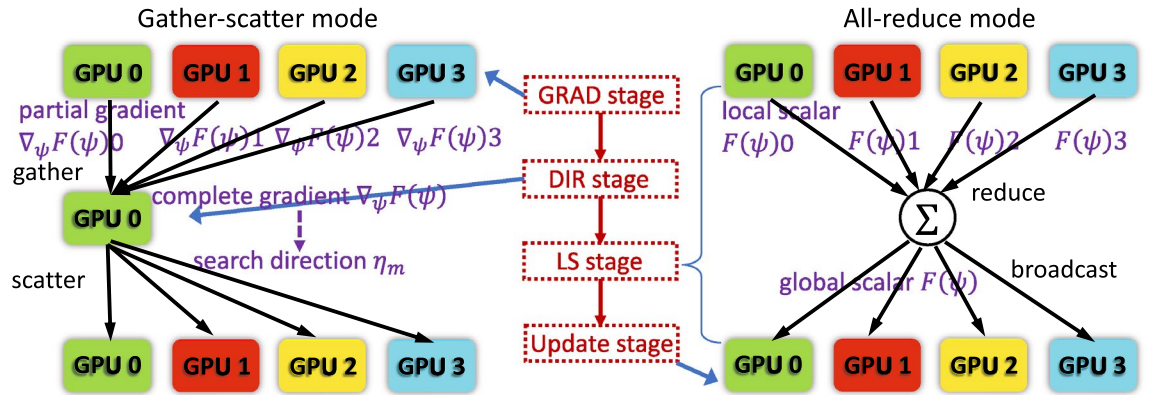 Gather-scatter mode
GPU 0 GPU 1 GPU 2 GPU 3
partial gradient
∇ψF(ψ)0 ∇ψF(ψ)1 ∇ψF(ψ)2 ∇ψF(ψ)3
gather
complete gradient ∇ψF(ψ)
GPU 0
search direction ηm
scatter
GPU 0 GPU 1 GPU 2 GPU 3
GRAD stage
DIR stage
LS stage
Update stage
All-reduce mode
GPU 0 GPU 1 GPU 2 GPU 3
local scalar
F(ψ)0 F(ψ)1 F(ψ)2 F(ψ)3
reduce
Σ
broadcast
global scalar F(ψ)
GPU 0 GPU 1 GPU 2 GPU 3